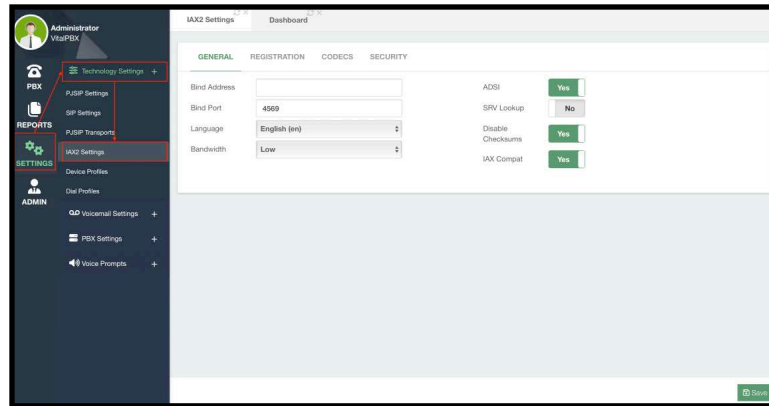 Administrator
VitalPBX
PBX
REPORTS
SETTINGS
ADMIN
Technology Settings +
PJSIP Settings
SIP Settings
PJSIP Transports
IAX2 Settings
Device Profiles
Dial Profiles
Voicemail Settings +
PBX Settings +
Voice Prompts +
IAX2 Settings Dashboard
GENERAL REGISTRATION CODECS SECURITY
Bind Address
Bind Port 4569
Language English (en)
Bandwidth Low
ADSI Yes
SRV Lookup No
Disable
Checksums Yes
IAX Compat Yes
Save